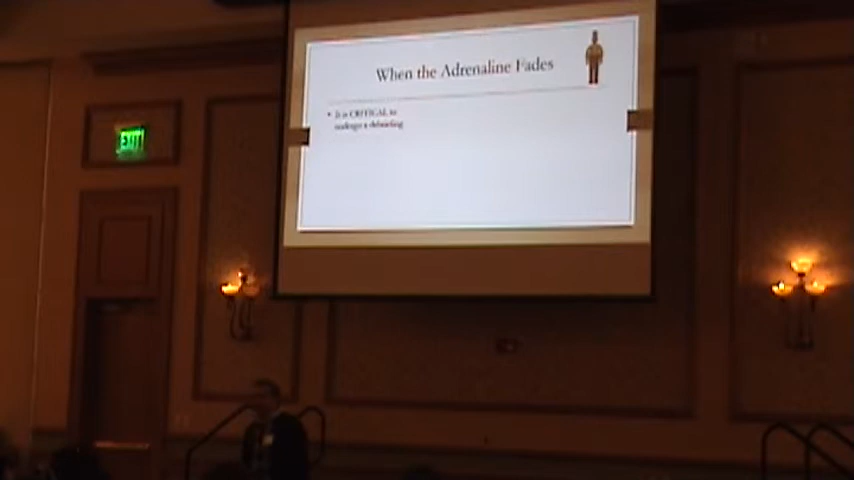 EXIT
When the Adrenaline Fades
• It is CRITICAL to
undergo a debriefing